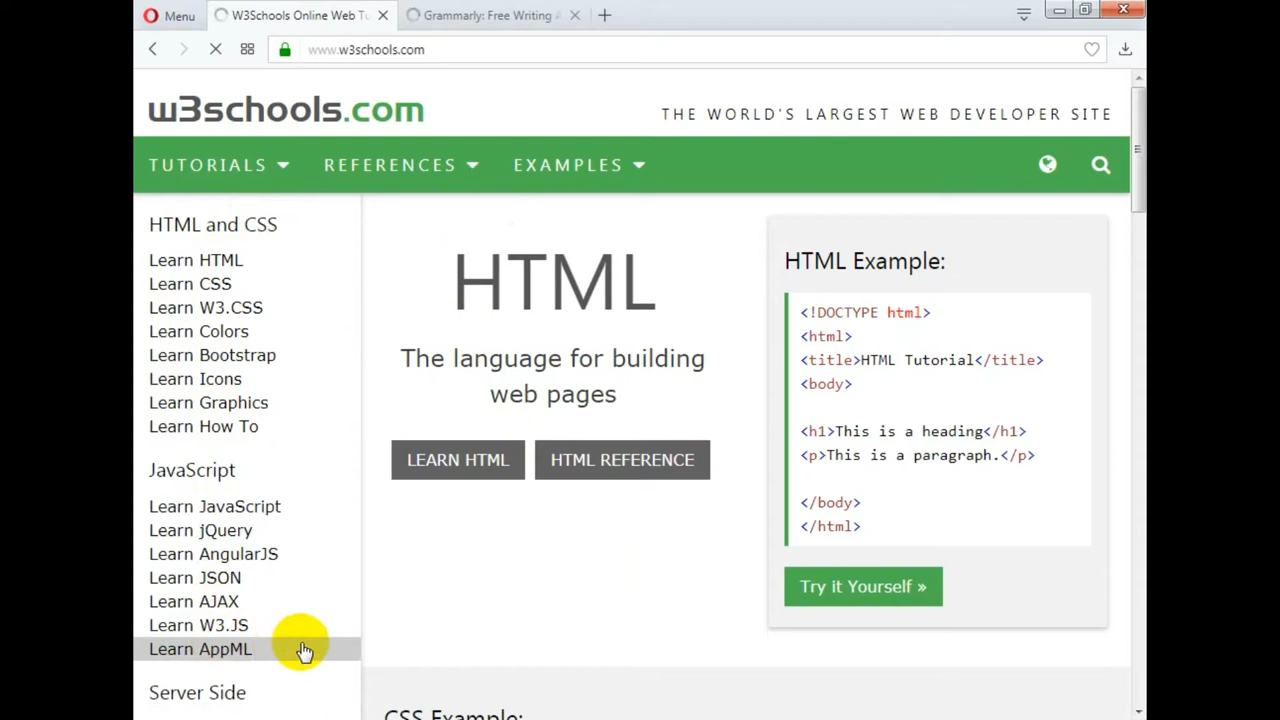 Menu
W3Schools Online Web Tu
Grammarly: Free Writing A
www.w3schools.com
w3schools.com
THE WORLD'S LARGEST WEB DEVELOPER SITE
TUTORIALS
REFERENCES
EXAMPLES
HTML and CSS
Learn HTML
Learn CSS
Learn W3.CSS
Learn Colors
Learn Bootstrap
Learn Icons
Learn Graphics
Learn How To
JavaScript
Learn JavaScript
Learn jQuery
Learn AngularJS
Learn JSON
Learn AJAX
Learn W3.JS
Learn AppML
Server Side
HTML
The language for building
web pages
LEARN HTML
HTML REFERENCE
HTML Example:
<!DOCTYPE html>
<html>
<title>HTML Tutorial</title>
<body>
<h1>This is a heading</h1>
<p>This is a paragraph.</p>
</body>
</html>
Try it Yourself »
CSS Example: